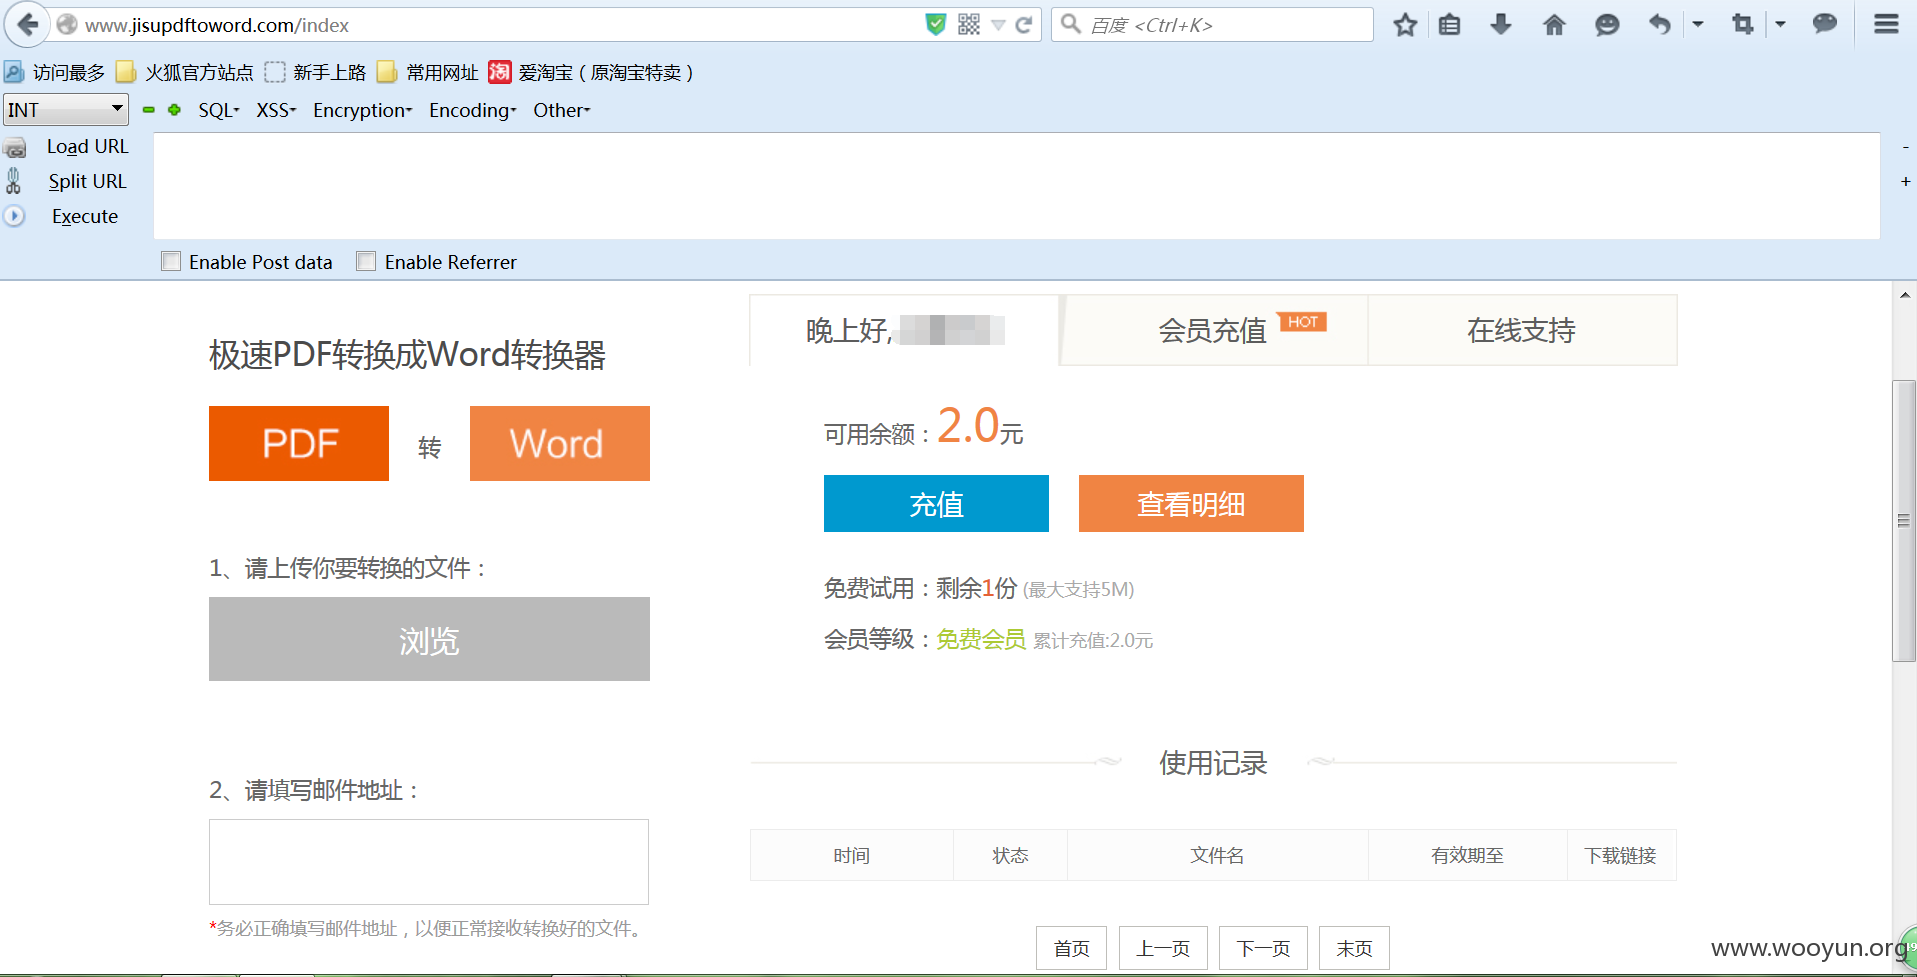 www.jisupdftoword.com/index
百度 <Ctrl+K>
访问最多 火狐官方站点 新手上路 常用网址 淘 爱淘宝（原淘宝特卖）
INT SQL XSS Encryption Encoding Other
Load URL
Split URL
Execute
-
+
Enable Post data Enable Referrer
极速PDF转换成Word转换器
PDF 转 Word
1、请上传你要转换的文件：
浏览
2、请填写邮件地址：
*务必正确填写邮件地址，以便正常接收转换好的文件。
晚上好, 会员充值 HOT 在线支持
可用余额：2.0元
充值 查看明细
免费试用：剩余1份 (最大支持5M)
会员等级：免费会员 累计充值:2.0元
使用记录
时间 状态 文件名 有效期至 下载链接
首页 上一页 下一页 末页
www.wooyun.org